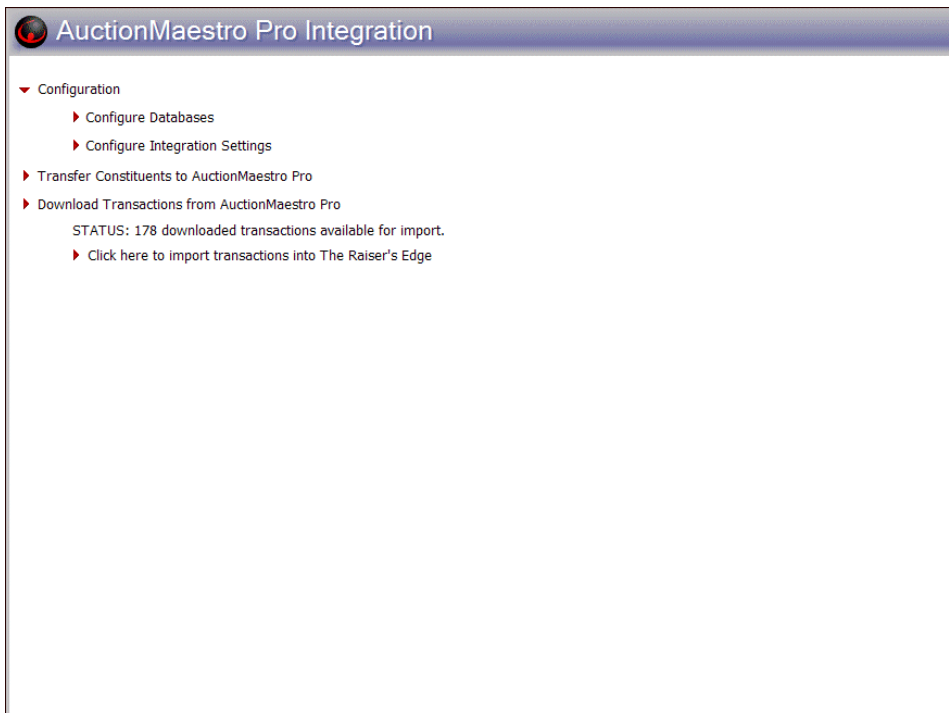 AuctionMaestro Pro Integration
Configuration
Configure Databases
Configure Integration Settings
Transfer Constituents to AuctionMaestro Pro
Download Transactions from AuctionMaestro Pro
STATUS: 178 downloaded transactions available for import.
Click here to import transactions into The Raiser's Edge